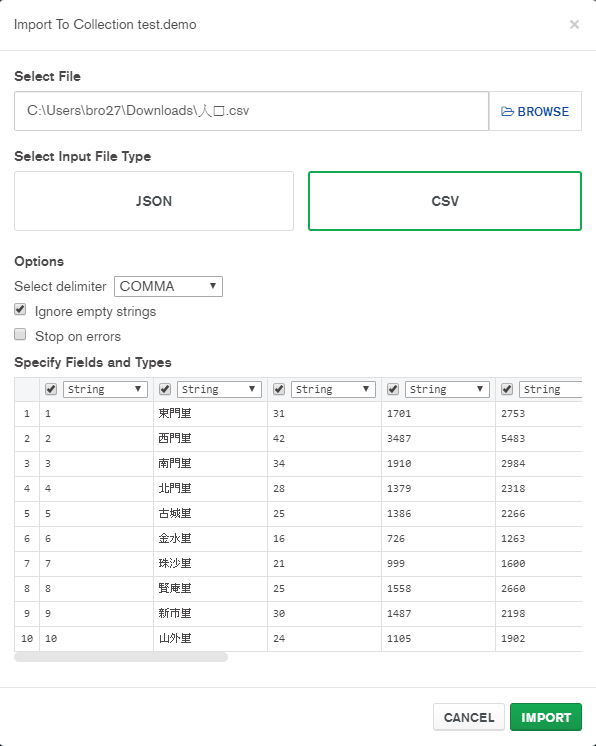 Import To Collection test.demo ×
Select File
C:\Users\bro27\Downloads\人口.csv BROWSE
Select Input File Type
JSON CSV
Options
Select delimiter COMMA
Ignore empty strings
Stop on errors
Specify Fields and Types
String String String String String
1 1 東門里 31 1701 2753
2 2 西門里 42 3487 5483
3 3 南門里 34 1910 2984
4 4 北門里 28 1379 2318
5 5 古城里 25 1386 2266
6 6 金水里 16 726 1263
7 7 珠沙里 21 999 1600
8 8 賢庵里 25 1558 2660
9 9 新市里 30 1487 2198
10 10 山外里 24 1105 1902
CANCEL IMPORT